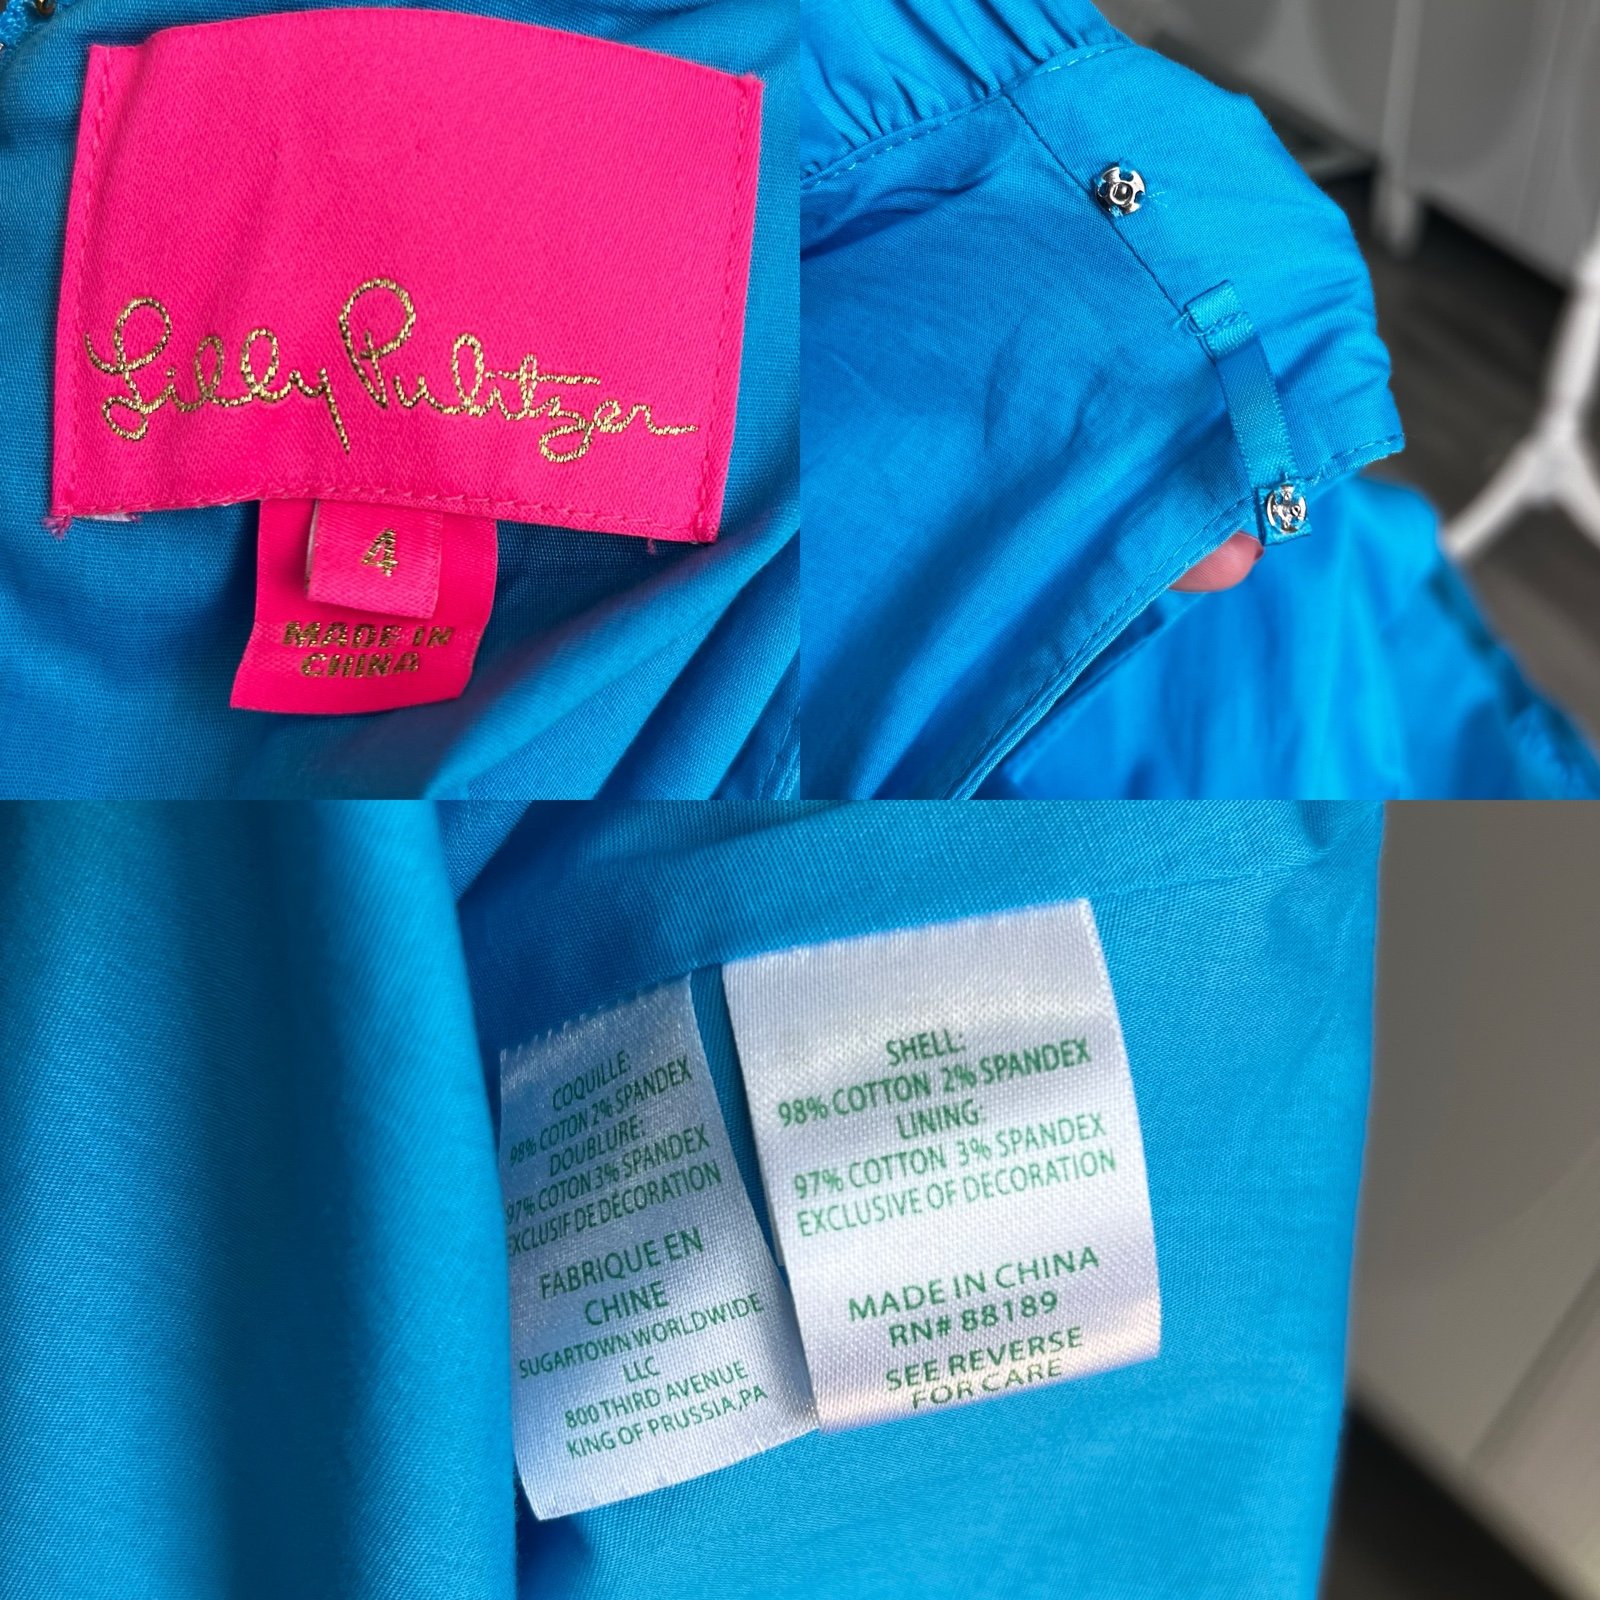 Lilly Pulitzer
4
MADE IN
CHINA
COQUILLE:
98% COTON 2% SPANDEX
DOUBLURE:
97% COTON 3% SPANDEX
EXCLUSIF DE DÉCORATION
FABRIQUE EN
CHINE
SUGARTOWN WORLDWIDE
LLC
800 THIRD AVENUE
KING OF PRUSSIA, PA
SHELL:
98% COTTON 2% SPANDEX
LINING:
97% COTTON 3% SPANDEX
EXCLUSIVE OF DECORATION
MADE IN CHINA
RN# 88189
SEE REVERSE
FOR CARE